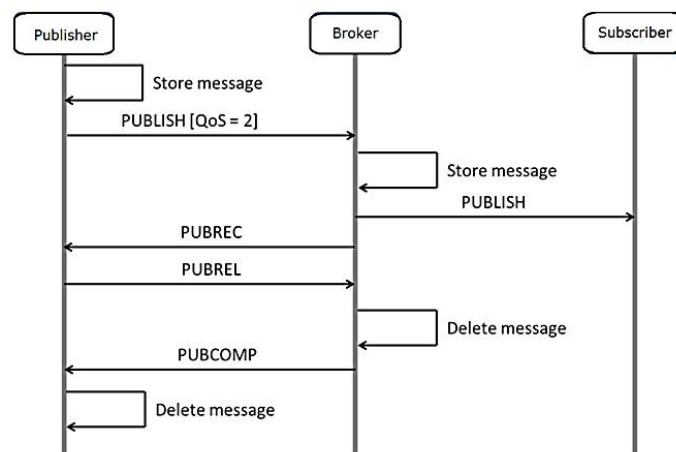 Publisher
Broker
Subscriber
Store message
PUBLISH [QoS = 2]
Store message
PUBLISH
PUBREC
PUBREL
Delete message
PUBCOMP
Delete message